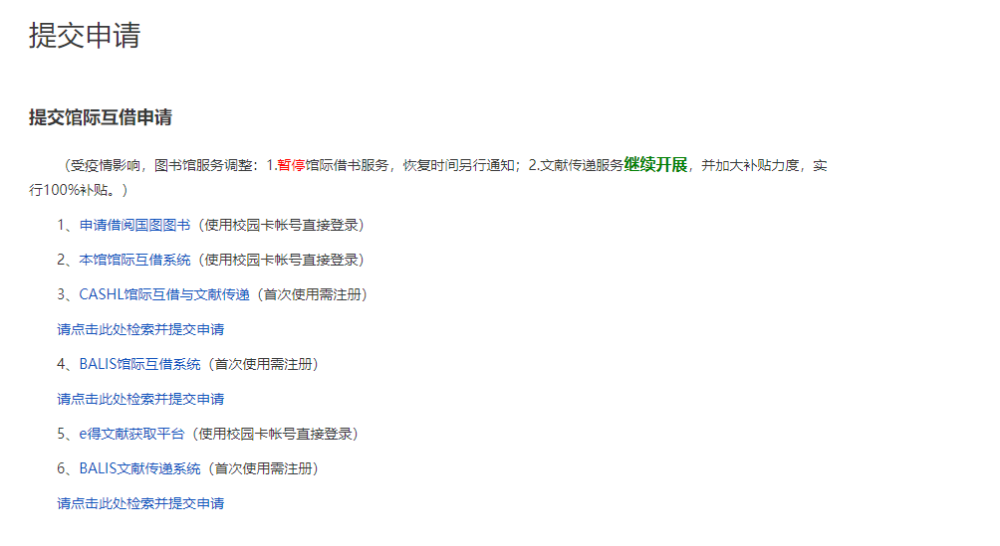 提交申请
提交馆际互借申请
（受疫情影响，图书馆服务调整：1.暂停馆际借书服务，恢复时间另行通知；2.文献传递服务继续开展，并加大补贴力度，实
行100%补贴。）
1、申请借阅国图图书（使用校园卡帐号直接登录）
2、本馆馆际互借系统（使用校园卡帐号直接登录）
3、CASHL馆际互借与文献传递（首次使用需注册）
请点击此处检索并提交申请
4、BALIS馆际互借系统（首次使用需注册）
请点击此处检索并提交申请
5、e得文献获取平台（使用校园卡帐号直接登录）
6、BALIS文献传递系统（首次使用需注册）
请点击此处检索并提交申请